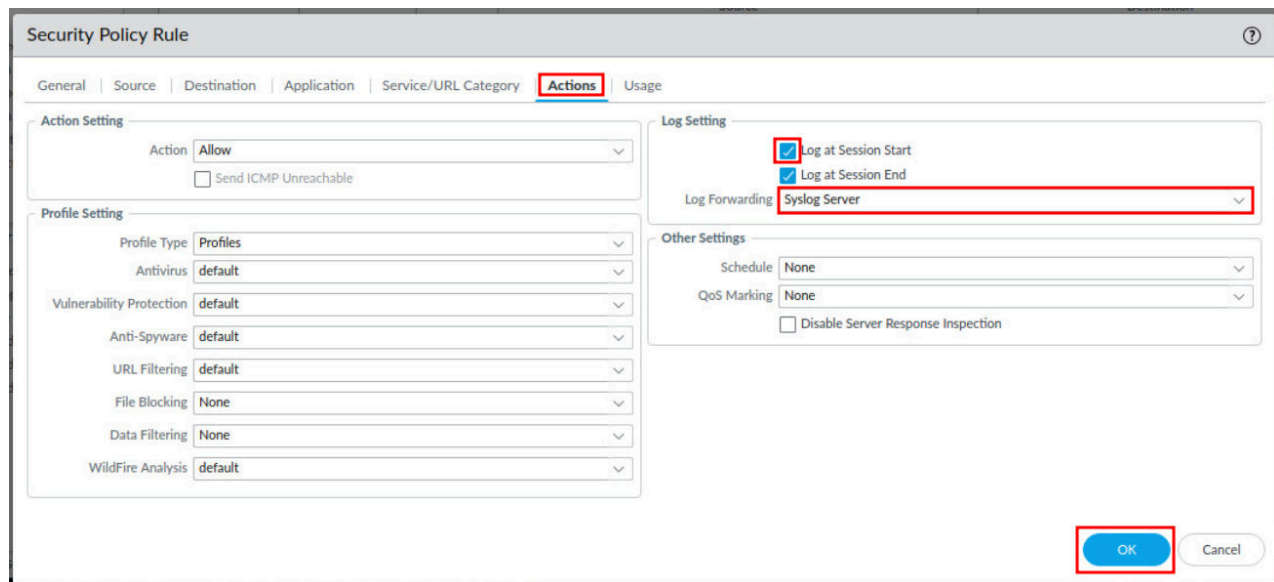 Security Policy Rule
General Source Destination Application Service/URL Category Actions Usage
Action Setting
Action Allow
Send ICMP Unreachable
Profile Setting
Profile Type Profiles
Antivirus default
Vulnerability Protection default
Anti-Spyware default
URL Filtering default
File Blocking None
Data Filtering None
WildFire Analysis default
Log Setting
Log at Session Start
Log at Session End
Log Forwarding Syslog Server
Other Settings
Schedule None
QoS Marking None
Disable Server Response Inspection
OK Cancel